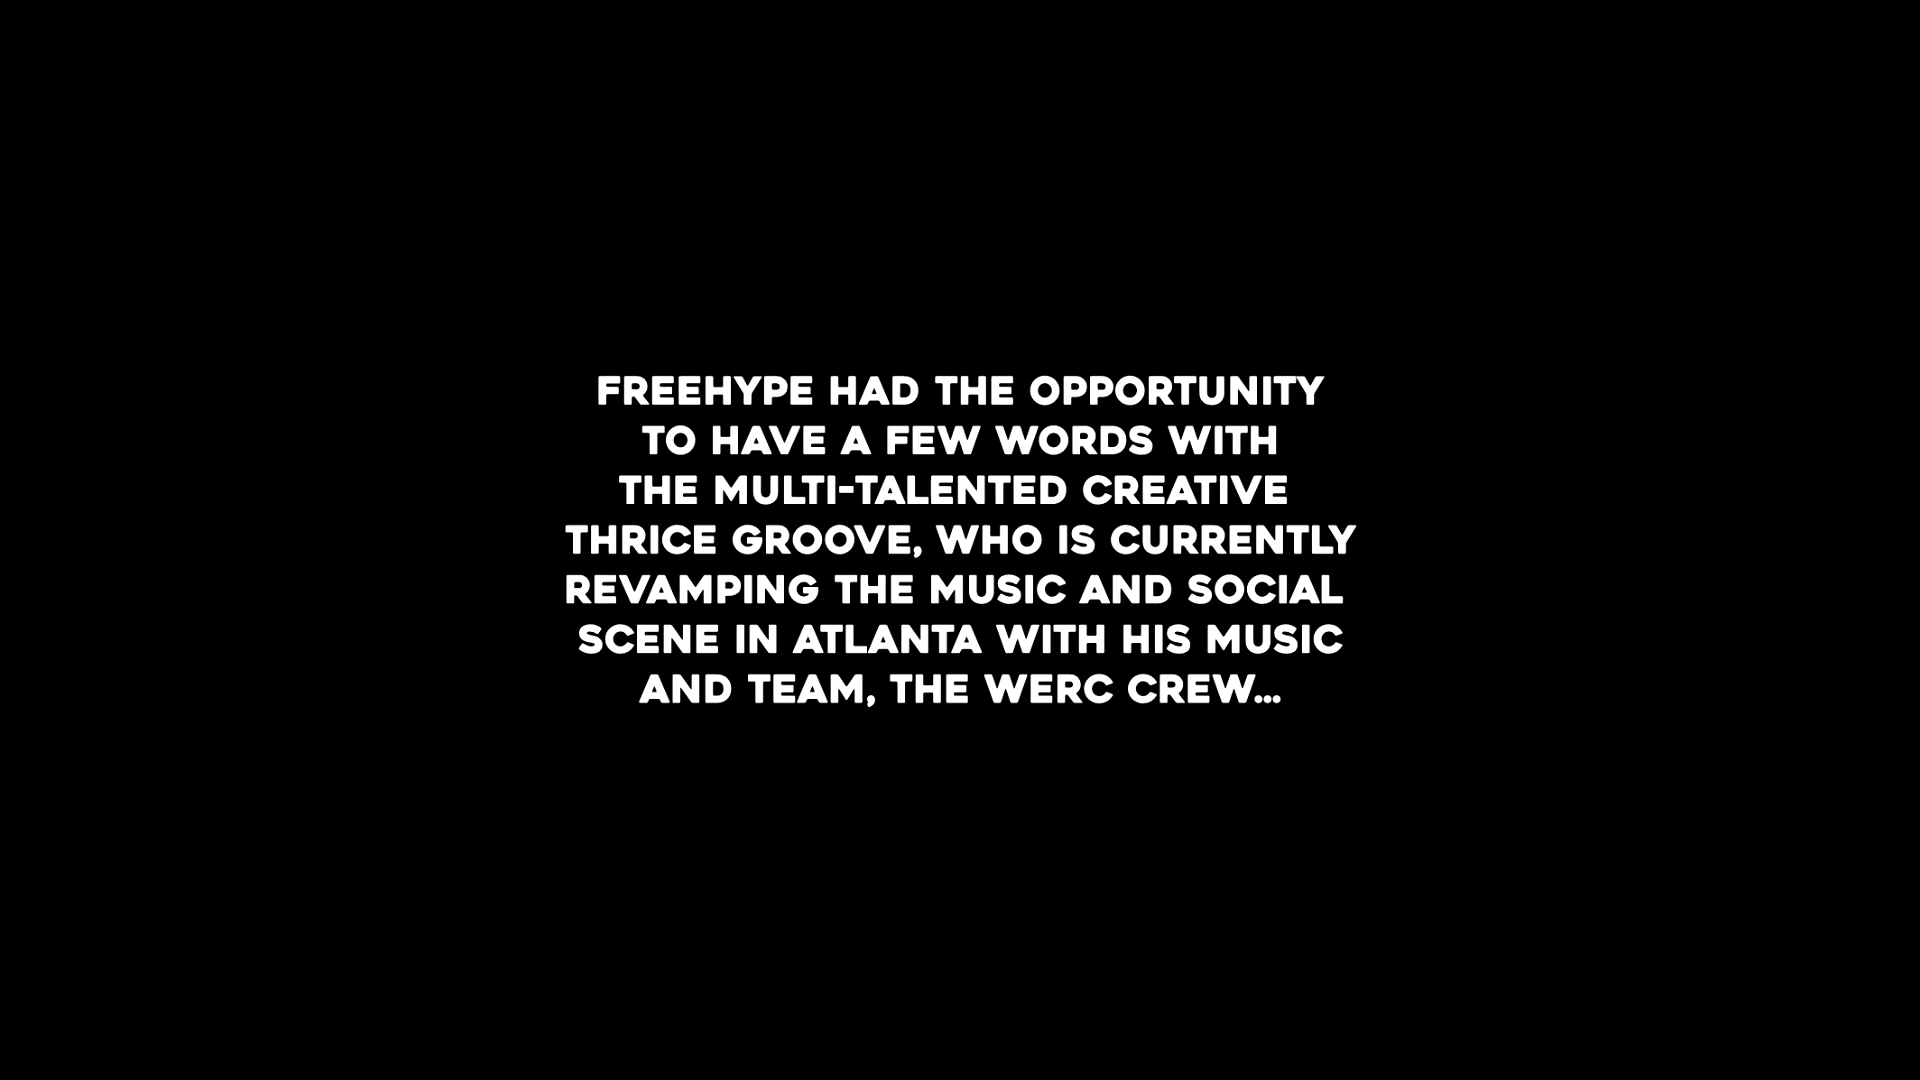 FREEHYPE HAD THE OPPORTUNITY
TO HAVE A FEW WORDS WITH
THE MULTI-TALENTED CREATIVE
THRICE GROOVE, WHO IS CURRENTLY
REVAMPING THE MUSIC AND SOCIAL
SCENE IN ATLANTA WITH HIS MUSIC
AND TEAM, THE WERC CREW...